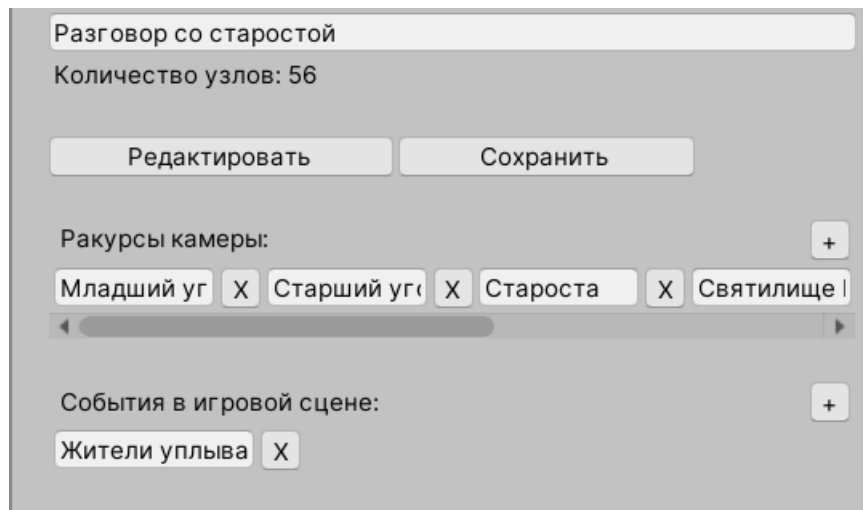 Разговор со старостой
Количество узлов: 56
Редактировать Сохранить
Ракурсы камеры: +
Младший уг X Старший уго X Староста X Святилище
События в игровой сцене: +
Жители уплыва X